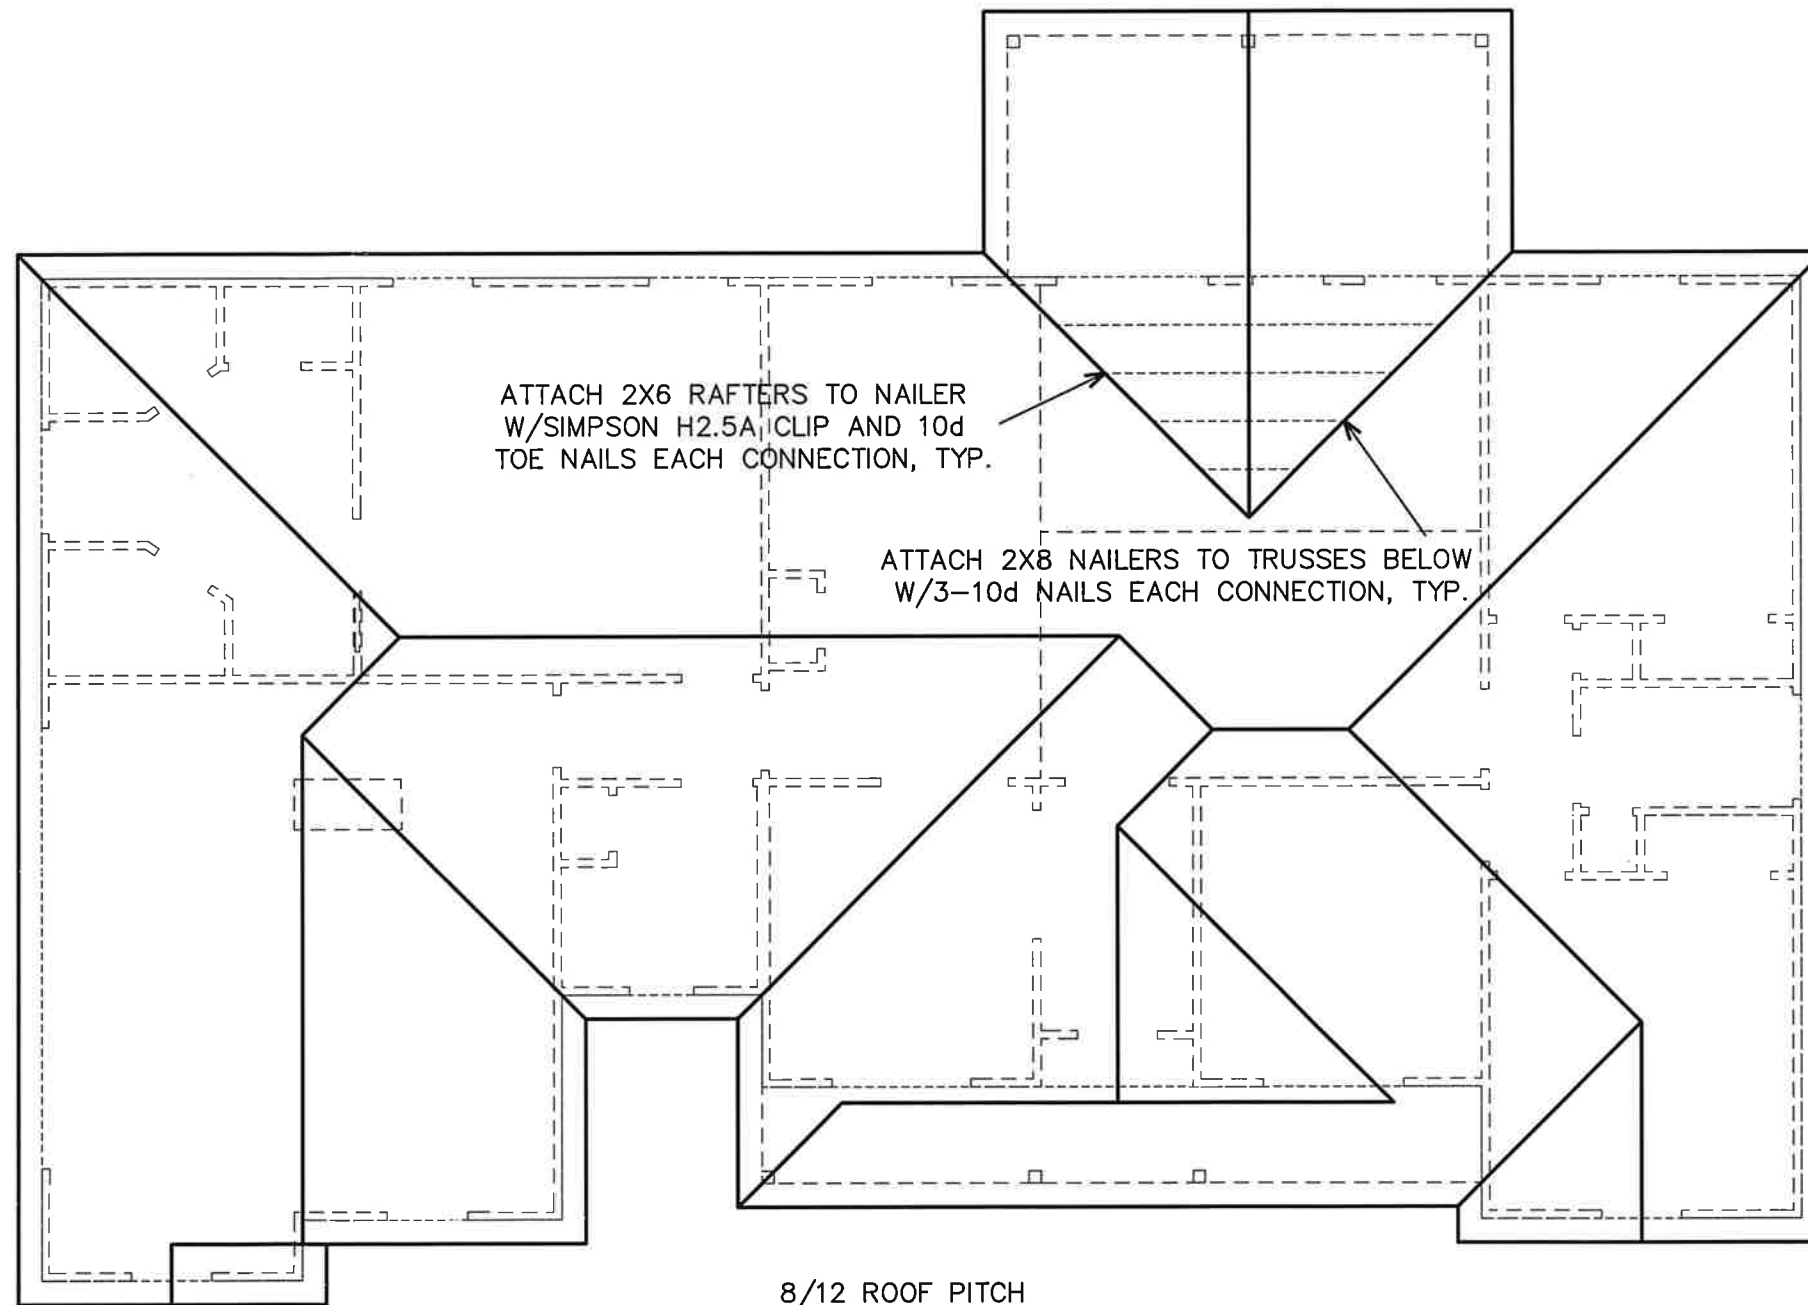 ATTACH 2X6 RAFTERS TO NAILER
W/SIMPSON H2.5A CLIP AND 10d
TOE NAILS EACH CONNECTION, TYP.
ATTACH 2X8 NAILERS TO TRUSSES BELOW
W/3-10d NAILS EACH CONNECTION, TYP.
8/12 ROOF PITCH